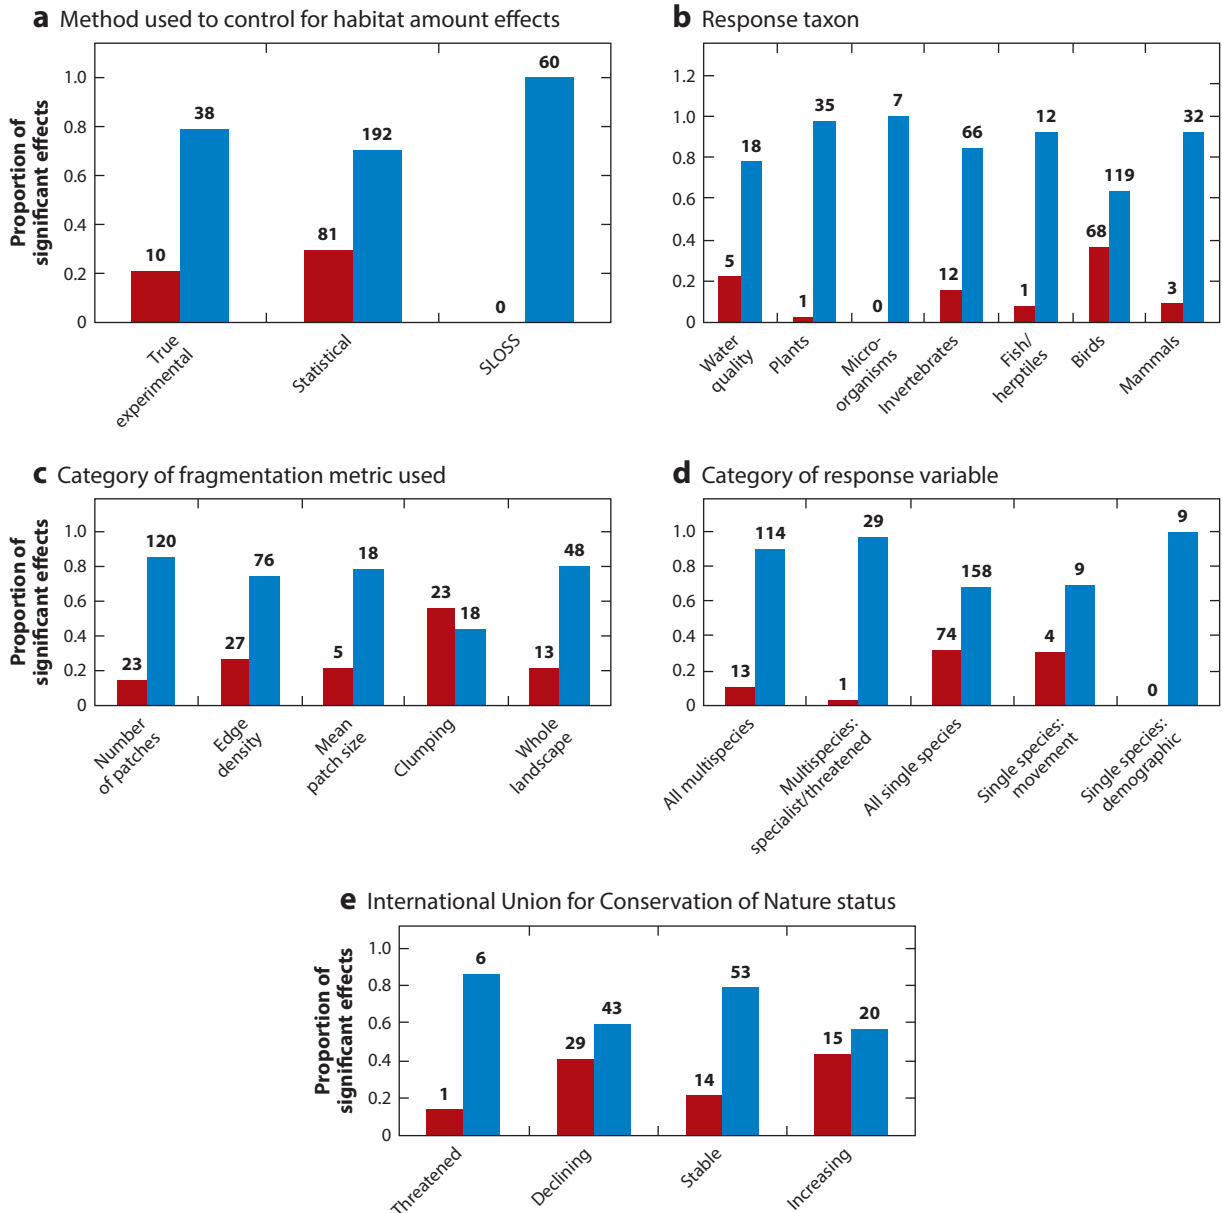 a Method used to control for habitat amount effects
Proportion of
significant effects
1.0
0.8
0.6
0.4
0.2
0
10
38
81
192
0
60
True
experimental
Statistical
SLOSS
b Response taxon
1.2
1.0
0.8
0.6
0.4
0.2
0
5
18
1
35
0
7
12
66
1
12
68
119
3
32
Water
quality
Plants
Micro-
organisms
Invertebrates
Fish/
herptiles
Birds
Mammals
c Category of fragmentation metric used
Proportion of
significant effects
1.0
0.8
0.6
0.4
0.2
0
23
120
27
76
5
18
23
18
13
48
Number
of patches
Edge
density
Mean
patch size
Clumping
Whole
landscape
d Category of response variable
1.0
0.8
0.6
0.4
0.2
0
13
114
1
29
74
158
4
9
0
9
All multispecies
Multispecies:
specialist/threatened
All single species
Single species:
movement
Single species:
demographic
e International Union for Conservation of Nature status
Proportion of
significant effects
1.0
0.8
0.6
0.4
0.2
0
1
6
29
43
14
53
15
20
Threatened
Declining
Stable
Increasing